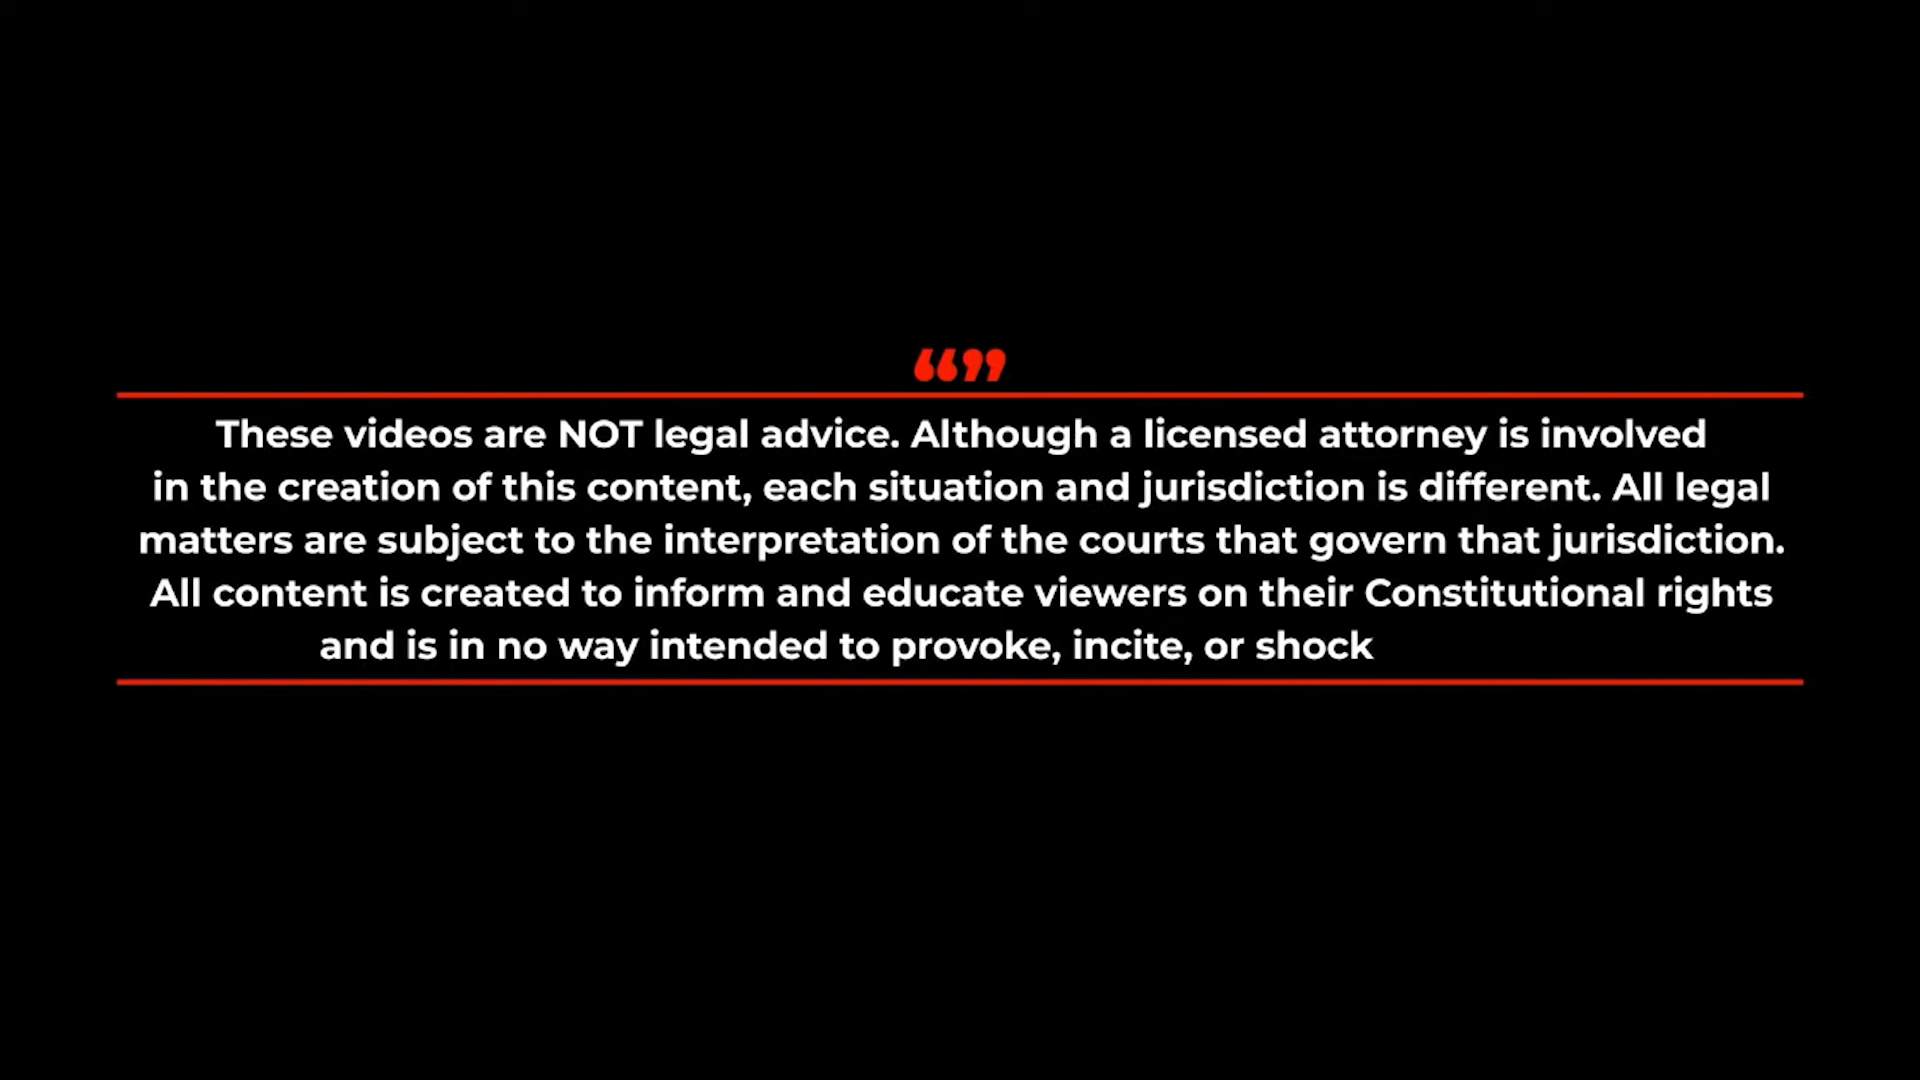 “”
These videos are NOT legal advice. Although a licensed attorney is involved
in the creation of this content, each situation and jurisdiction is different. All legal
matters are subject to the interpretation of the courts that govern that jurisdiction.
All content is created to inform and educate viewers on their Constitutional rights
and is in no way intended to provoke, incite, or shock